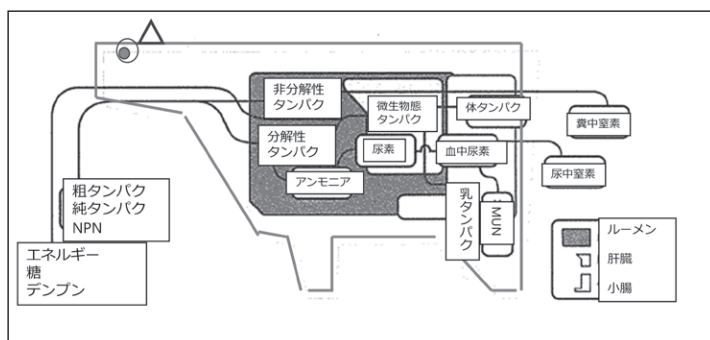 非分解性
タンパク
微生物態
タンパク
体タンパク
糞中窒素
分解性
タンパク
尿素
血中尿素
アンモニア
尿中窒素
粗タンパク
純タンパク
NPN
乳タンパク
MUN
エネルギー
糖
デンプン
ルーメン
肝臓
小腸